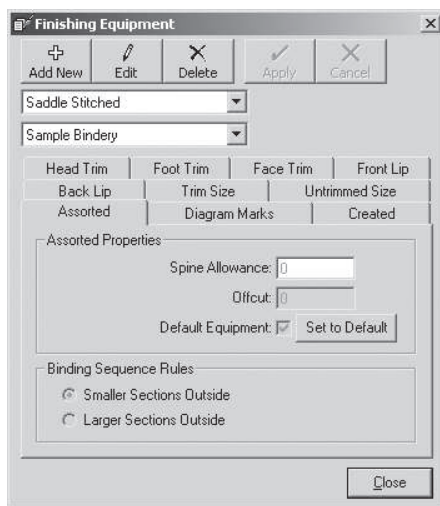 Finishing Equipment
Add New Edit Delete Apply Cancel
Saddle Stitched
Sample Bindery
Head Trim Foot Trim Face Trim Front Lip
Back Lip Trim Size Untrimmed Size
Assorted Diagram Marks Created
Assorted Properties
Spine Allowance: 0
Offcut: 0
Default Equipment: Set to Default
Binding Sequence Rules
Smaller Sections Outside
Larger Sections Outside
Close